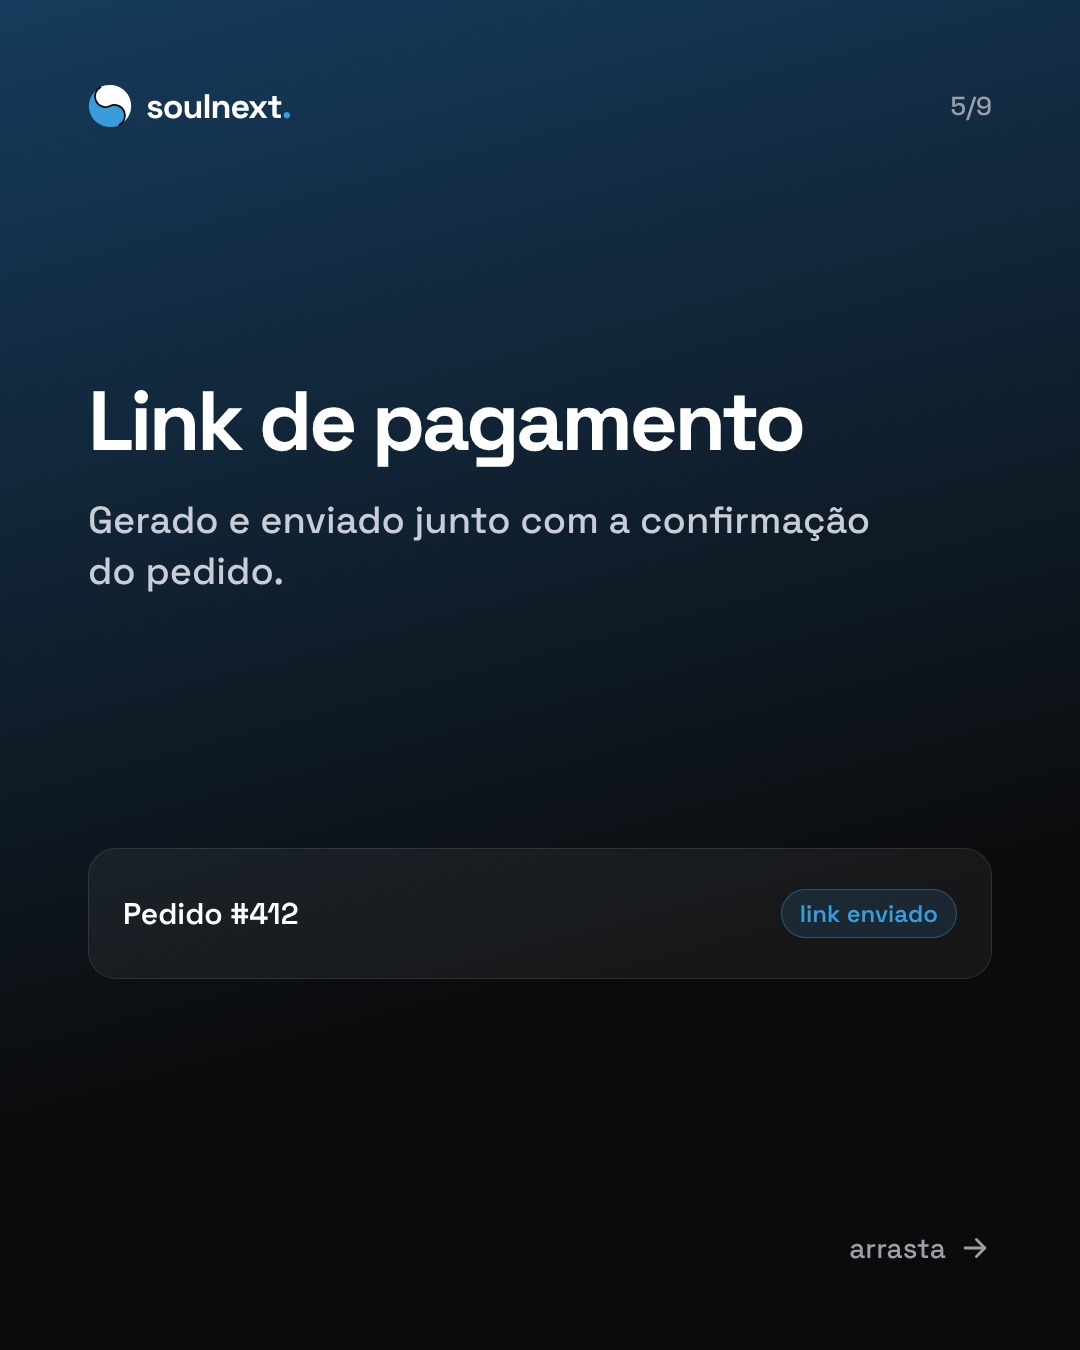 soulnext.
5/9
Link de pagamento
Gerado e enviado junto com a confirmação
do pedido.
Pedido #412
link enviado
arrasta →